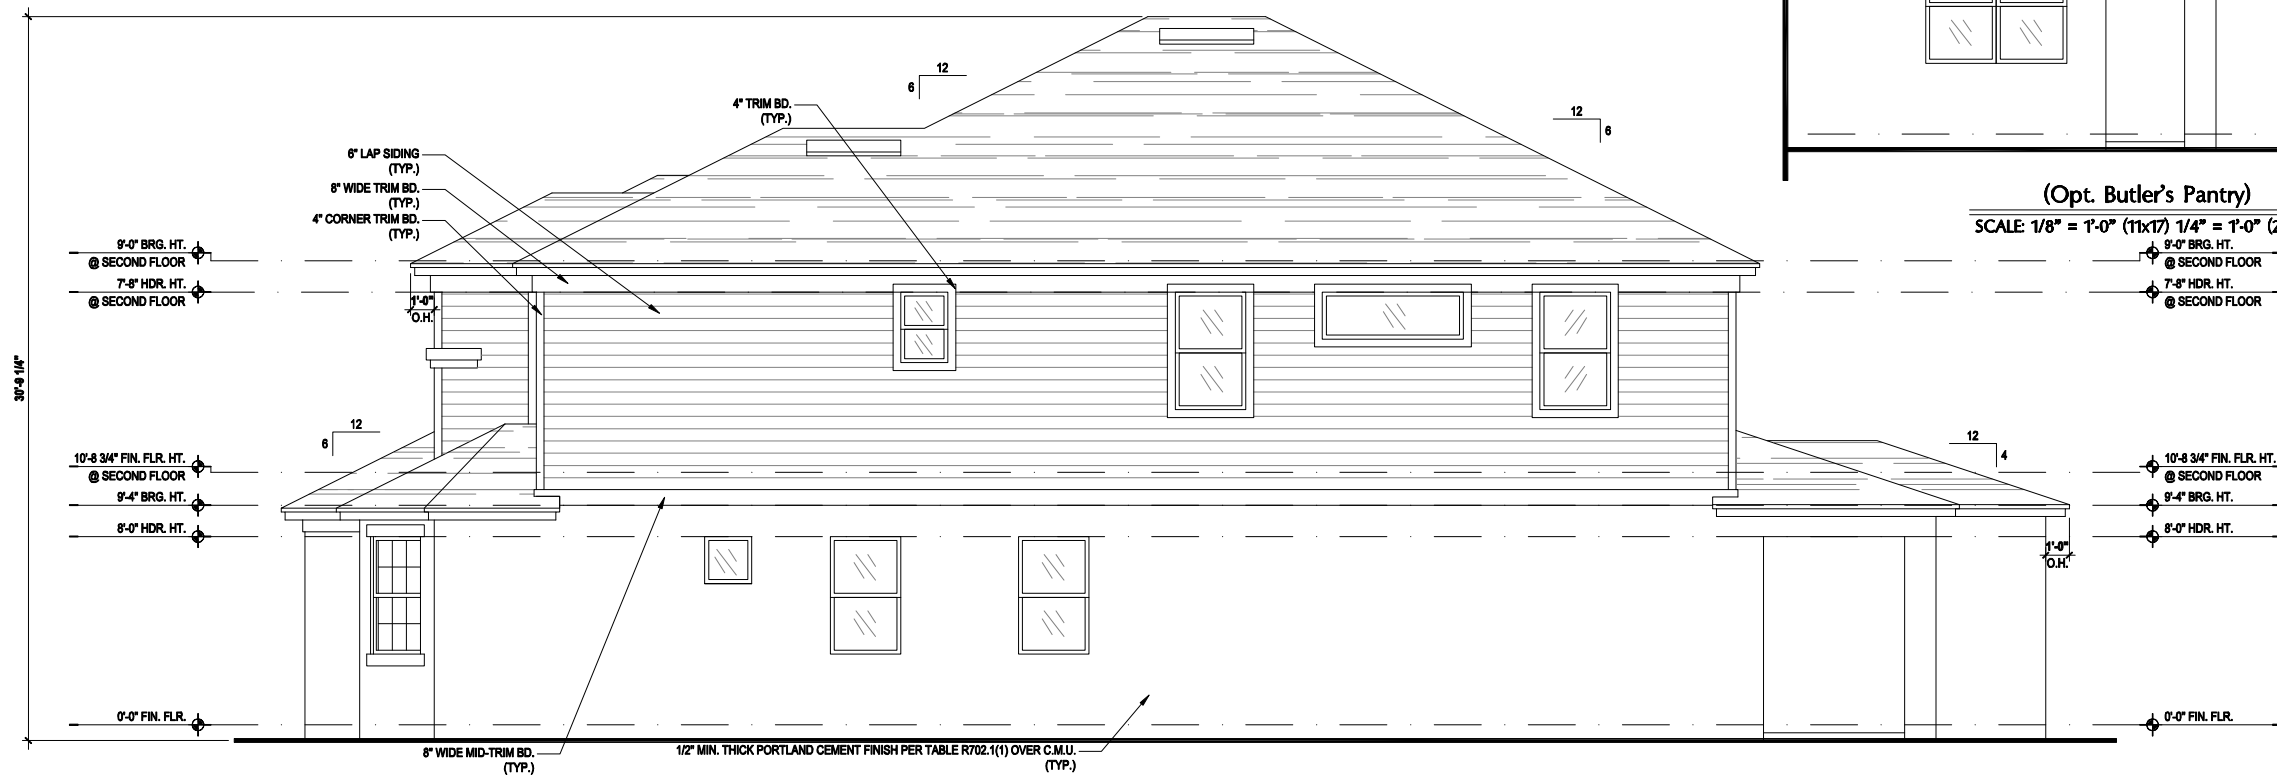 12
6
4" TRIM BD.
(TYP.)
12
6
6" LAP SIDING
(TYP.)
8" WIDE TRIM BD.
(TYP.)
4" CORNER TRIM BD.
(TYP.)
(Opt. Butler's Pantry)
SCALE: 1/8" = 1'-0" (11x17) 1/4" = 1'-0" (2
9'-0" BRG. HT.
@ SECOND FLOOR
7'-8" HDR. HT.
@ SECOND FLOOR
9'-0" BRG. HT.
@ SECOND FLOOR
7'-8" HDR. HT.
@ SECOND FLOOR
1'-0"
O.H.
30'-9 1/4"
12
6
12
4
10'-8 3/4" FIN. FLR. HT.
@ SECOND FLOOR
9'-4" BRG. HT.
8'-0" HDR. HT.
10'-8 3/4" FIN. FLR. HT.
@ SECOND FLOOR
9'-4" BRG. HT.
8'-0" HDR. HT.
1'-0"
O.H.
0'-0" FIN. FLR.
0'-0" FIN. FLR.
8" WIDE MID-TRIM BD.
(TYP.)
1/2" MIN. THICK PORTLAND CEMENT FINISH PER TABLE R702.1(1) OVER C.M.U.
(TYP.)